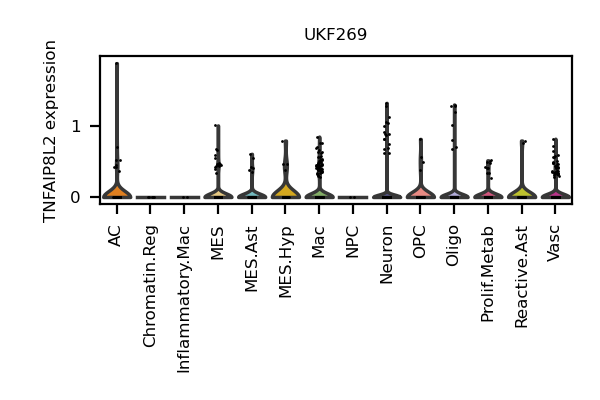 UKF269
TNFAIP8L2 expression
1
0
AC
Chromatin.Reg
Inflammatory.Mac
MES
MES.Ast
MES.Hyp
Mac
NPC
Neuron
OPC
Oligo
Prolif.Metab
Reactive.Ast
Vasc